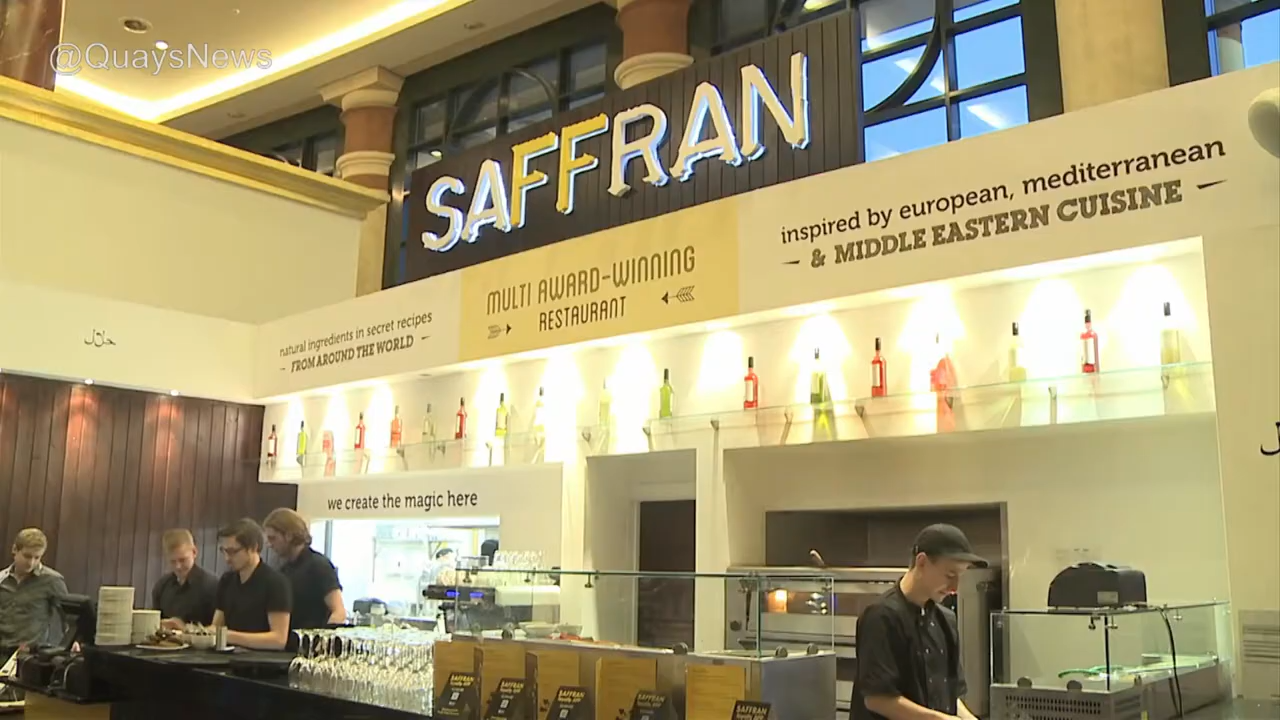 @QuaysNews
SAFFRAN
inspired by european, mediterranean
& MIDDLE EASTERN CUISINE
MULTI AWARD-WINNING
RESTAURANT
natural ingredients in secret recipes
FROM AROUND THE WORLD
حلال
we create the magic here
SAFFRAN
SAFFRAN
SAFFRAN
SAFFRAN
SAFFRAN